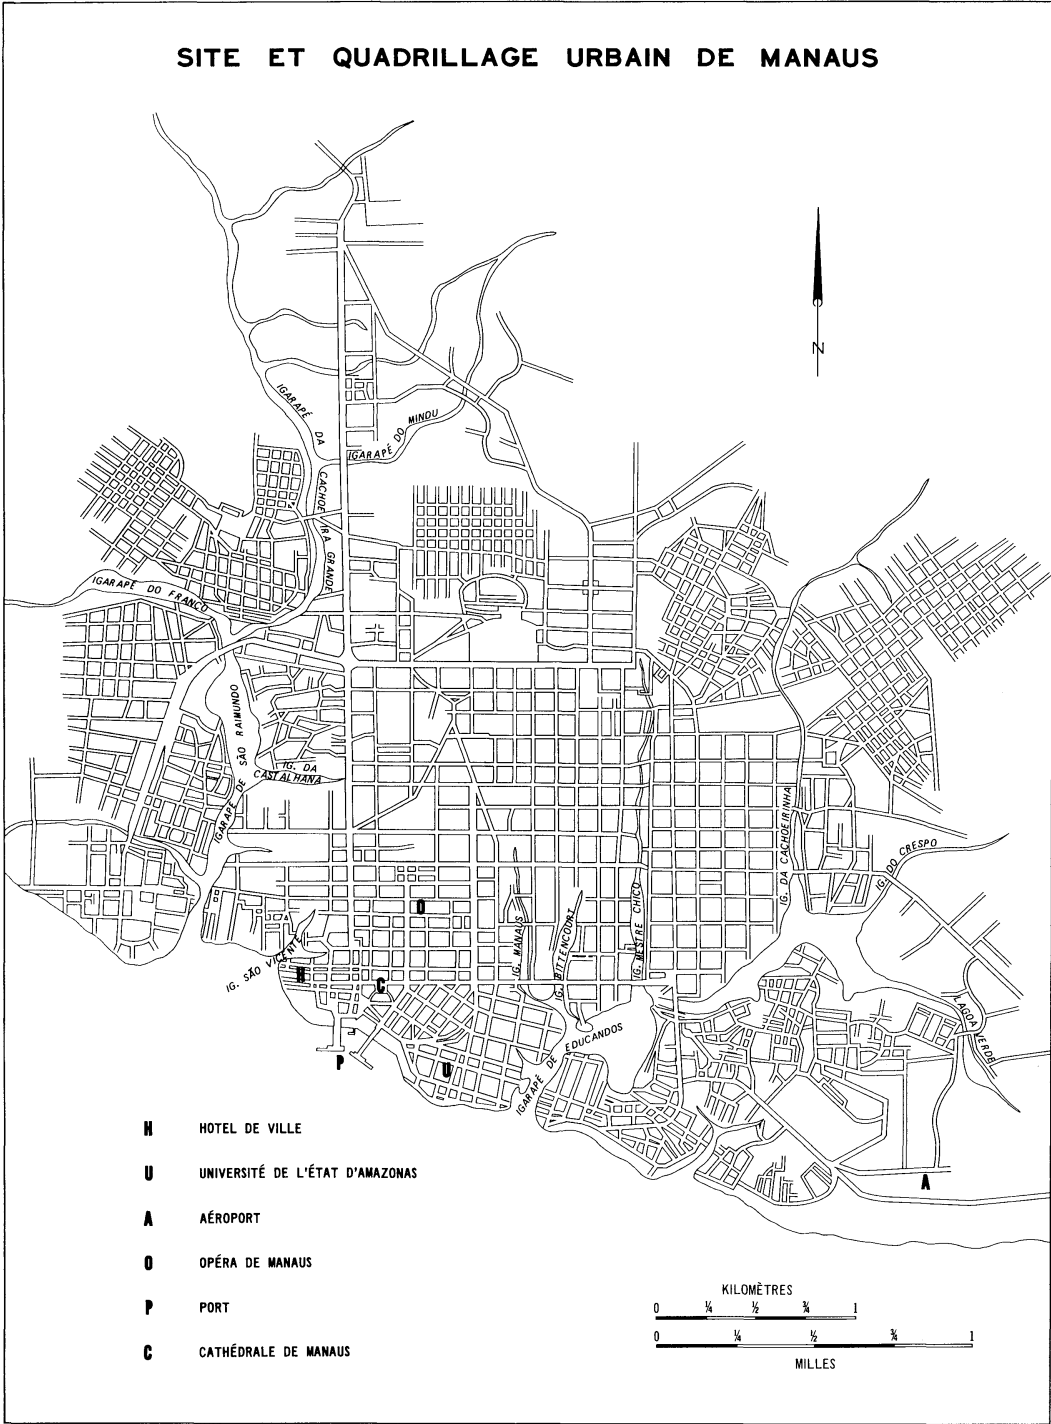 SITE ET QUADRILLAGE URBAIN DE MANAUS
N
IGARAPÉ DA CACHOEIRA GRANDE
IGARAPÉ DO MINDU
IGARAPÉ DO FRANCO
IGARAPÉ DE SÃO RAIMUNDO
IG. DA
CASTALHANA
IG. DA CACHOEIRINHA
IG. DO CRESPO
IG. MANAUS
IG. BITTENCOURT
IG. MESTRE CHICO
IG. SÃO VICENTE
O
H
C
LAGOA VERDE
IGARAPÉ DE EDUCANDOS
P
U
A
H HOTEL DE VILLE
U UNIVERSITÉ DE L'ÉTAT D'AMAZONAS
A AÉROPORT
O OPÉRA DE MANAUS
P PORT
C CATHÉDRALE DE MANAUS
KILOMÈTRES
0 ¼ ½ ¾ 1
0 ¼ ½ ¾ 1
MILLES